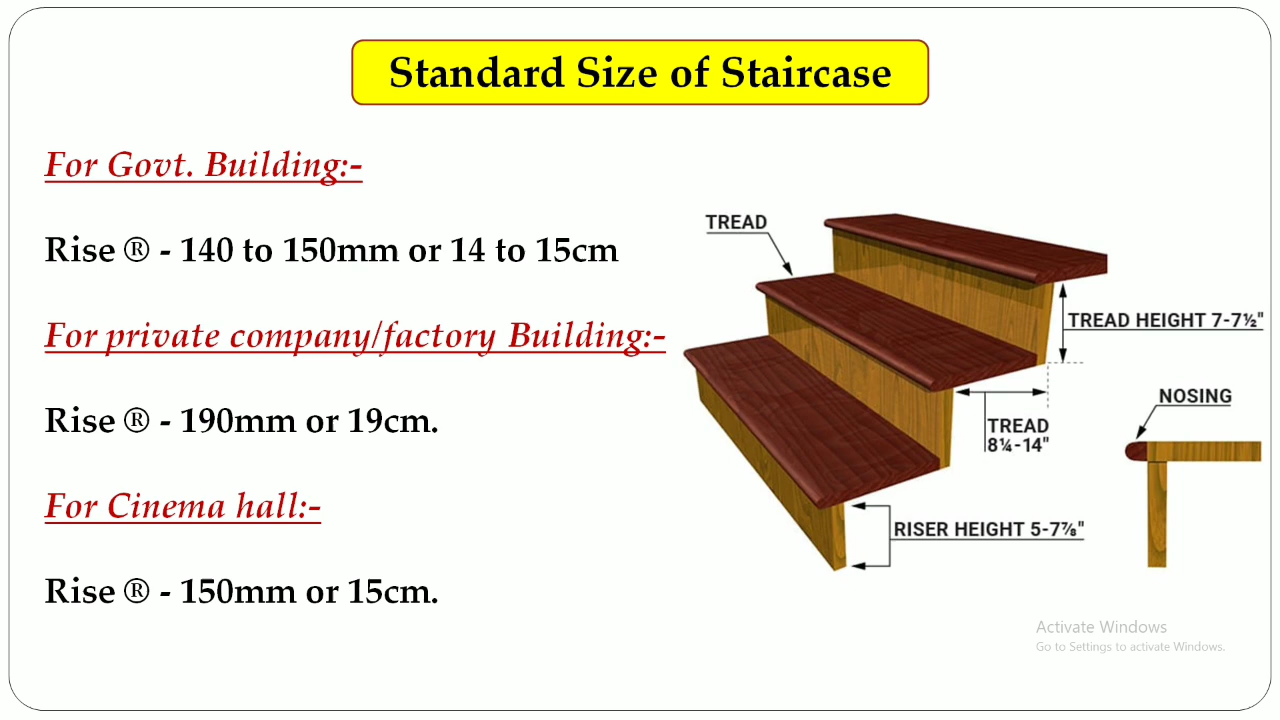 Standard Size of Staircase
For Govt. Building:-
Rise ® - 140 to 150mm or 14 to 15cm
For private company/factory Building:-
Rise ® - 190mm or 19cm.
For Cinema hall:-
Rise ® - 150mm or 15cm.
TREAD
TREAD HEIGHT 7-7½"
TREAD
8¼-14"
NOSING
RISER HEIGHT 5-7⅞"
Activate Windows
Go to Settings to activate Windows.